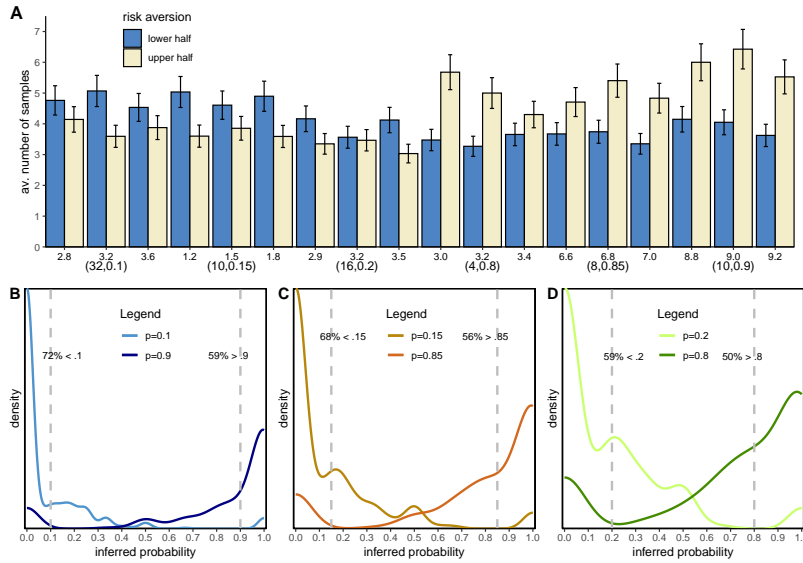 A
risk aversion
lower half
upper half
av. number of samples
7
6
5
4
3
2
1
0
2.8 3.2 3.6 1.2 1.5 1.8 2.9 3.2 3.5 3.0 3.2 3.4 6.6 6.8 7.0 8.8 9.0 9.2
(32,0.1) (10,0.15) (16,0.2) (4,0.8) (8,0.85) (10,0.9)
B
Legend
p=0.1
p=0.9
72% < .1
59% > .9
density
0.0 0.1 0.2 0.3 0.4 0.5 0.6 0.7 0.8 0.9 1.0
inferred probability
C
Legend
p=0.15
p=0.85
68% < .15
56% > .85
density
0.0 0.1 0.2 0.3 0.4 0.5 0.6 0.7 0.8 0.9 1.0
inferred probability
D
Legend
p=0.2
p=0.8
59% < .2
50% > .8
density
0.0 0.1 0.2 0.3 0.4 0.5 0.6 0.7 0.8 0.9 1.0
inferred probability